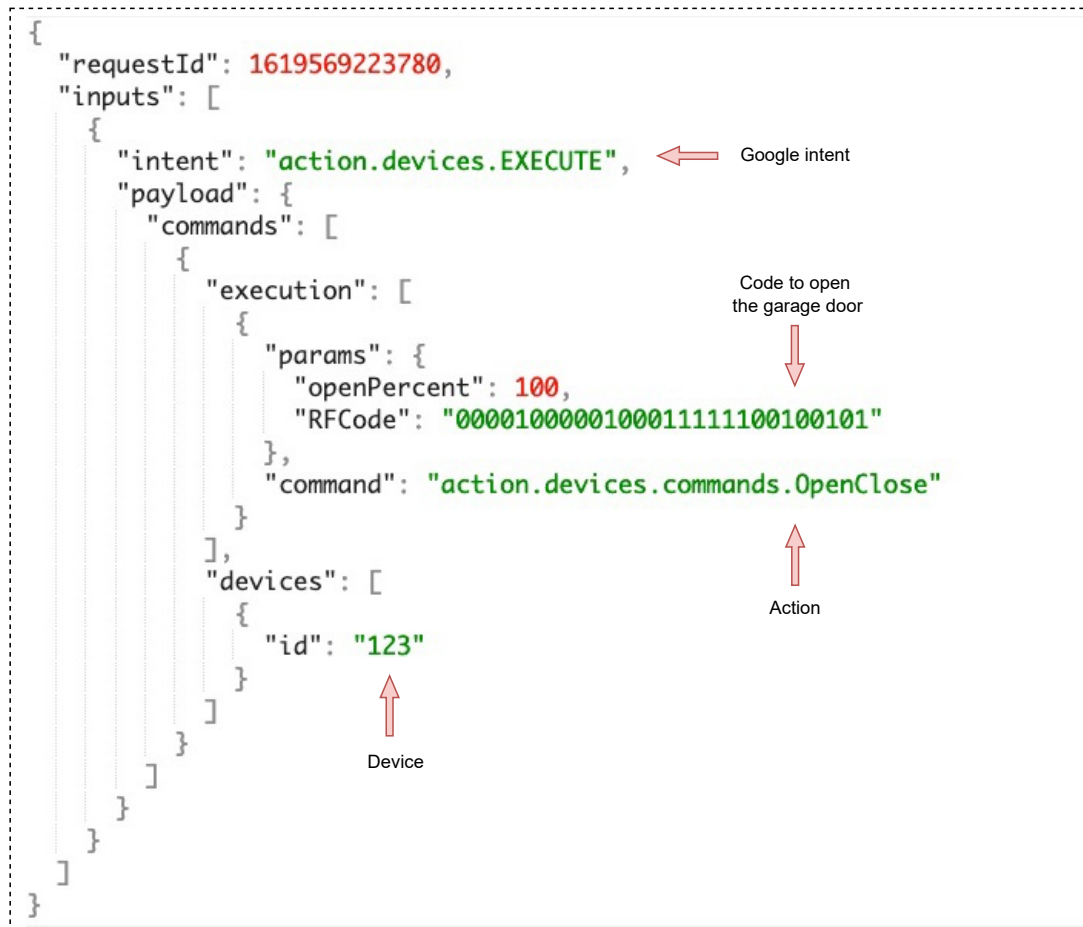 {
"requestId": 1619569223780,
"inputs": [
{
"intent": "action.devices.EXECUTE", Google intent
"payload": {
"commands": [
{
"execution": [
Code to open
the garage door
{
"params": {
"openPercent": 100,
"RFCode": "0000100000100011111100100101"
},
"command": "action.devices.commands.OpenClose"
}
],
"devices": [
Action
{
"id": "123"
}
]
}
Device
]
}
}
]
}